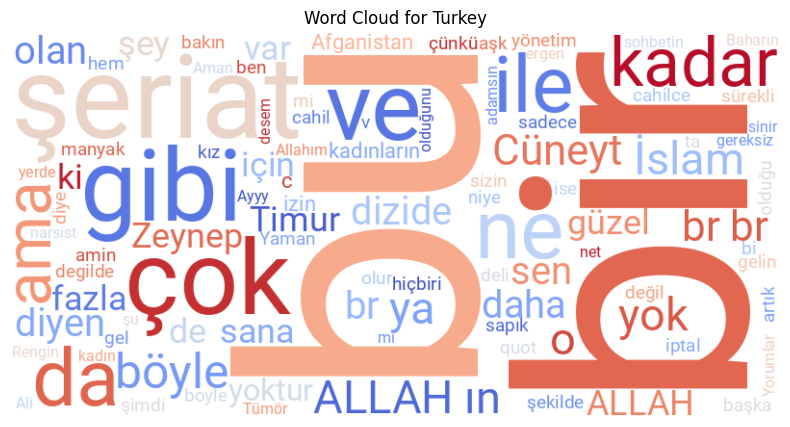 Word Cloud for Turkey
olan
hem
şey
bakın
var
Afganistan
çünkü
aşk
yönetim
sohbetin
Baharın
ergen
kadar
Aman
ben
şeriat
mi
cahil
v
ve
olduğunu
adamsın
ile
cahilce
sürekli
desem
sadece
sinir
gereksiz
manyak
kız
Allahım
kadınların
Cüneyt
İslam
ta
yerde
ki
gibi
için
c
sizin
niye
ise
olduğu
diye
Ayyy
izin
dizide
ne
narsist
Timur
Yaman
güzel
br br
ama
Zeynep
bu
bir
bi
amin
degilde
çok
olur
hiçbiri
deli
sen
net
gelin
fazla
br
ya
daha
değil
yok
artık
diyen
gel
şu
de
sana
mı
sapık
o
iptal
Rengin
kadın
quot
Yorumlar
da
böyle
boyle
yoktur
Ali
şimdi
Tümör
ALLAH ın
şekilde
ALLAH
başka